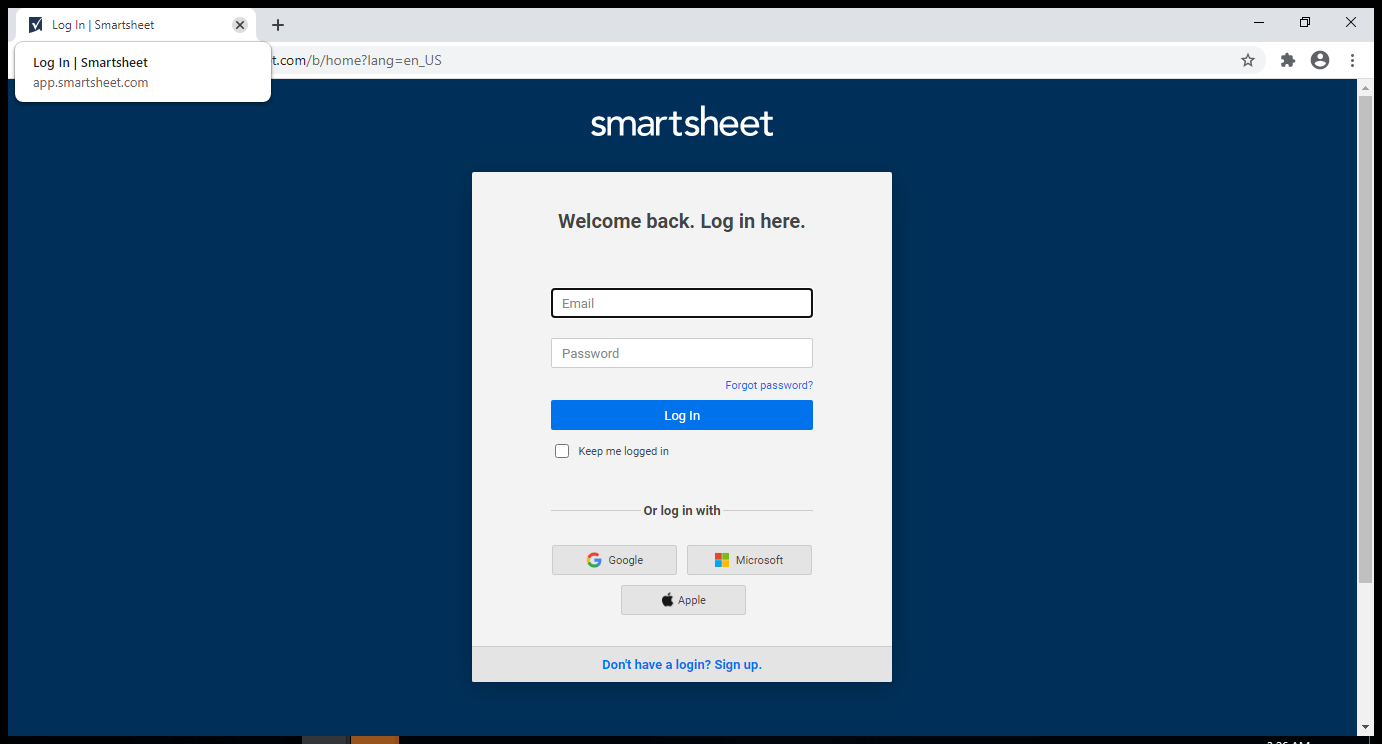 Log In | Smartsheet
Log In | Smartsheet
app.smartsheet.com
t.com/b/home?lang=en_US
smartsheet
Welcome back. Log in here.
Email
Password
Forgot password?
Log In
Keep me logged in
Or log in with
Google
Microsoft
Apple
Don't have a login? Sign up.